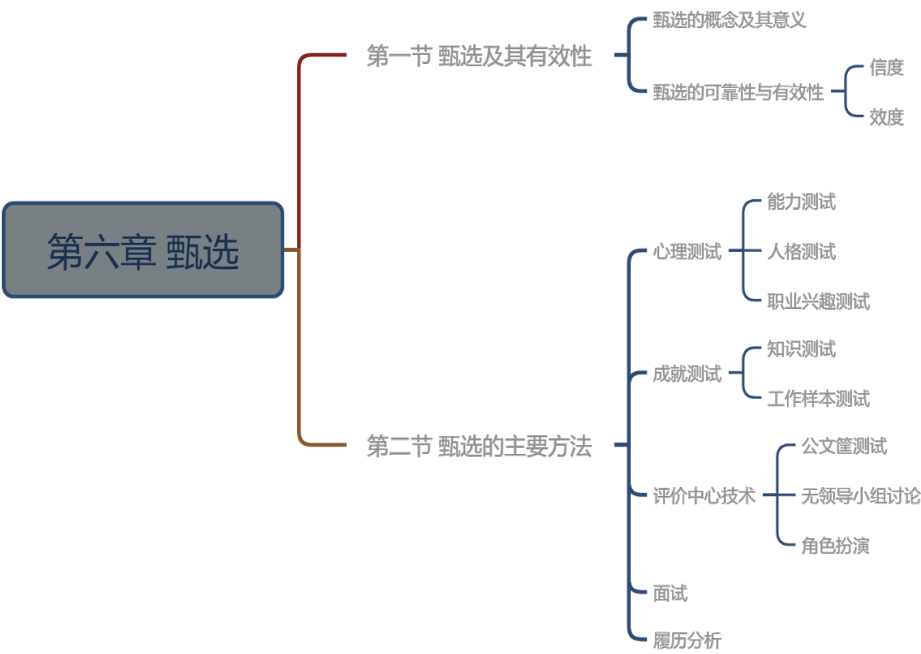 第六章 甄选
第一节 甄选及其有效性
甄选的概念及其意义
甄选的可靠性与有效性
信度
效度
第二节 甄选的主要方法
心理测试
能力测试
人格测试
职业兴趣测试
成就测试
知识测试
工作样本测试
评价中心技术
公文筐测试
无领导小组讨论
角色扮演
面试
履历分析